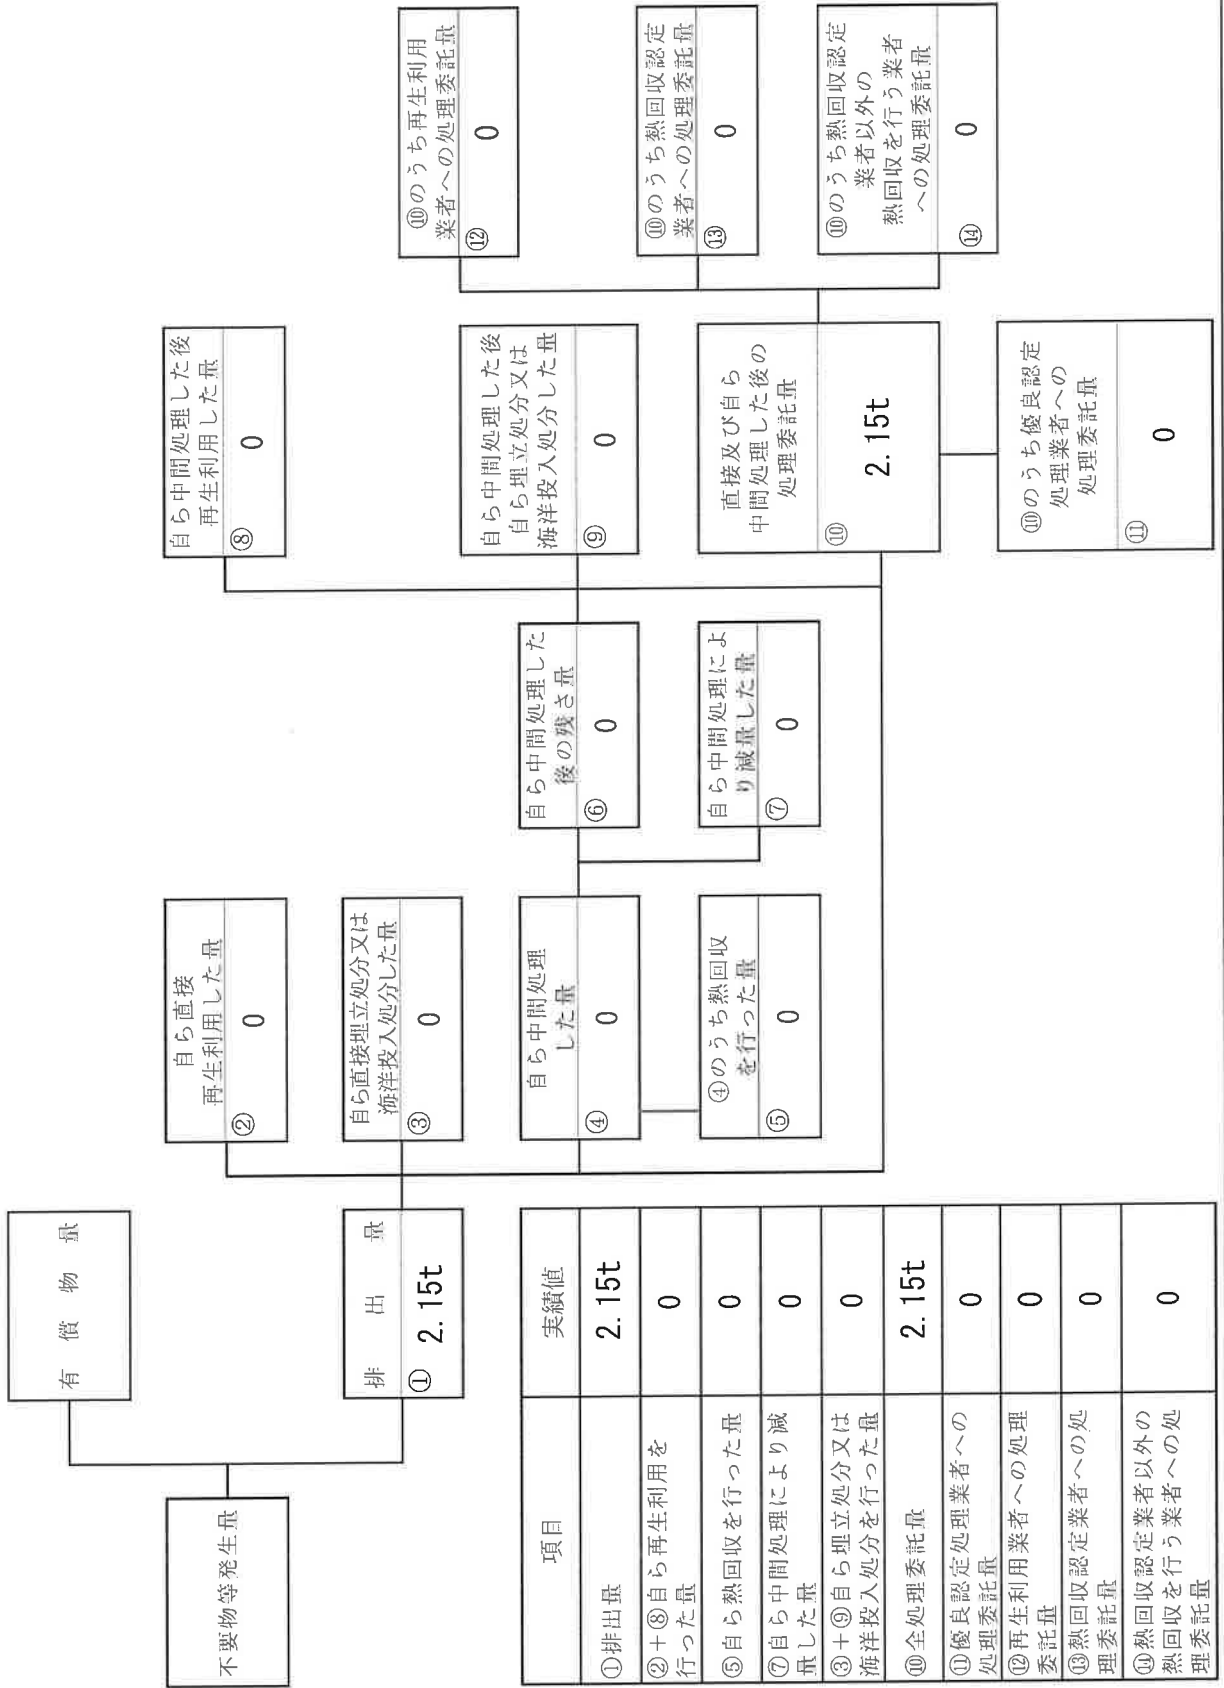 不要物等発生量
有償物量
排出量
① 2.15t
自ら直接
再生利用した量
② 0
自ら直接埋立処分又は
海洋投入処分した量
③ 0
自ら中間処理
した量
④ 0
④のうち熱回収
を行った量
⑤ 0
自ら中間処理した
後の残さ量
⑥ 0
自ら中間処理によ
り減量した量
⑦ 0
自ら中間処理した後
再生利用した量
⑧ 0
自ら中間処理した後
自ら埋立処分又は
海洋投入処分した量
⑨ 0
直接及び自ら
中間処理した後の
処理委託量
⑩ 2.15t
⑩のうち優良認定
処理業者への
処理委託量
⑪ 0
⑩のうち再生利用
業者への処理委託量
⑫ 0
⑩のうち熱回収認定
業者への処理委託量
⑬ 0
⑩のうち熱回収認定
業者以外の
熱回収を行う業者
への処理委託量
⑭ 0
項目 実績値
①排出量 2.15t
②+⑧自ら再生利用を
行った量 0
⑤自ら熱回収を行った量 0
⑦自ら中間処理により減
量した量 0
③+⑨自ら埋立処分又は
海洋投入処分を行った量 0
⑩全処理委託量 2.15t
⑪優良認定処理業者への
処理委託量 0
⑫再生利用業者への処理
委託量 0
⑬熱回収認定業者への処
理委託量 0
⑭熱回収認定業者以外の
熱回収を行う業者への処
理委託量 0